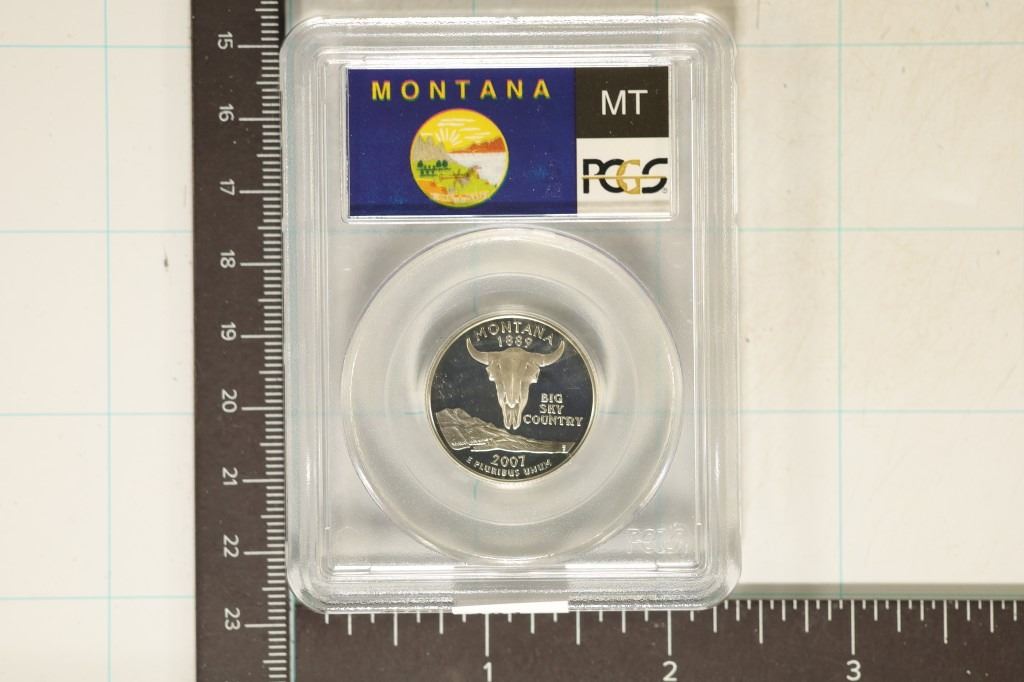 MONTANA
MT
PCGS
MONTANA
1889
BIG
SKY
COUNTRY
2007
E PLURIBUS UNUM
PCGS
15
16
17
18
19
20
21
22
23
1 2 3